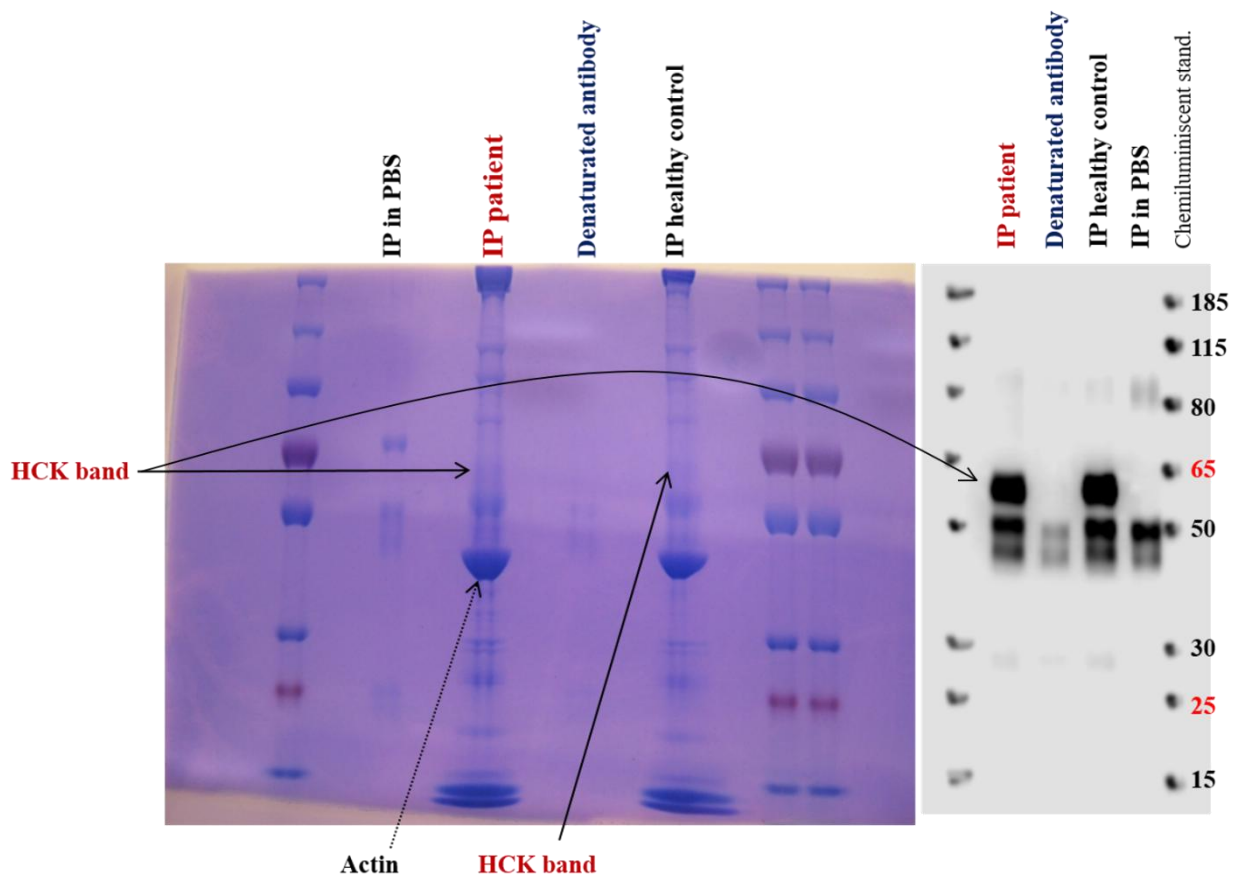 IP in PBS
IP patient
Denaturated antibody
IP healthy control
IP patient
Denaturated antibody
IP healthy control
IP in PBS
Chemiluminiscent stand.
185
115
80
HCK band
65
50
30
25
15
Actin
HCK band